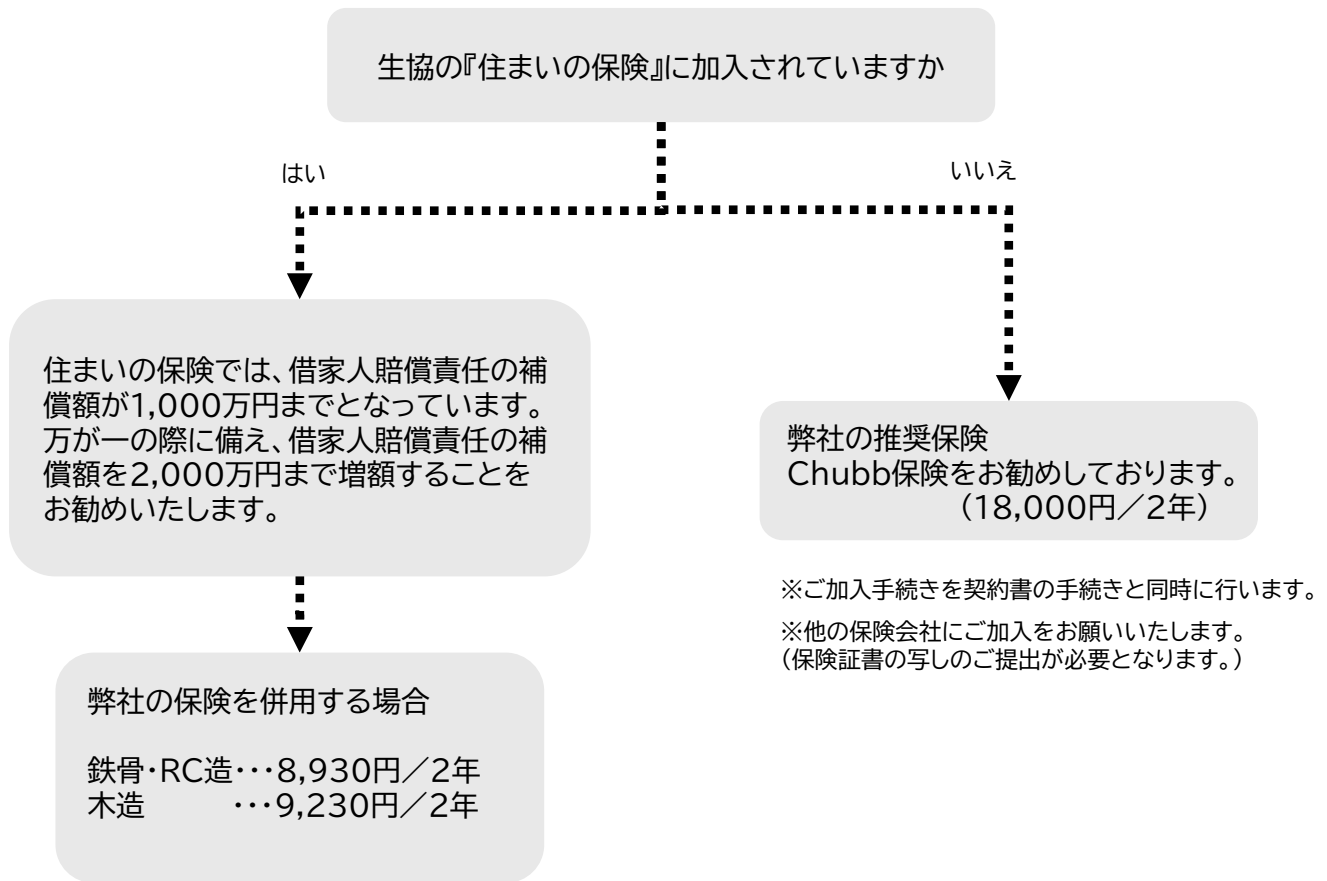 生協の『住まいの保険』に加入されていますか
はい
いいえ
住まいの保険では、借家人賠償責任の補
償額が1,000万円までとなっています。
万が一の際に備え、借家人賠償責任の補
償額を2,000万円まで増額することを
お勧めいたします。
弊社の推奨保険
Chubb保険をお勧めしております。
(18,000円／2年)
※ご加入手続きを契約書の手続きと同時に行います。
※他の保険会社にご加入をお願いいたします。
(保険証書の写しのご提出が必要となります。)
弊社の保険を併用する場合
鉄骨・RC造・・・8,930円／2年
木造　　　・・・9,230円／2年